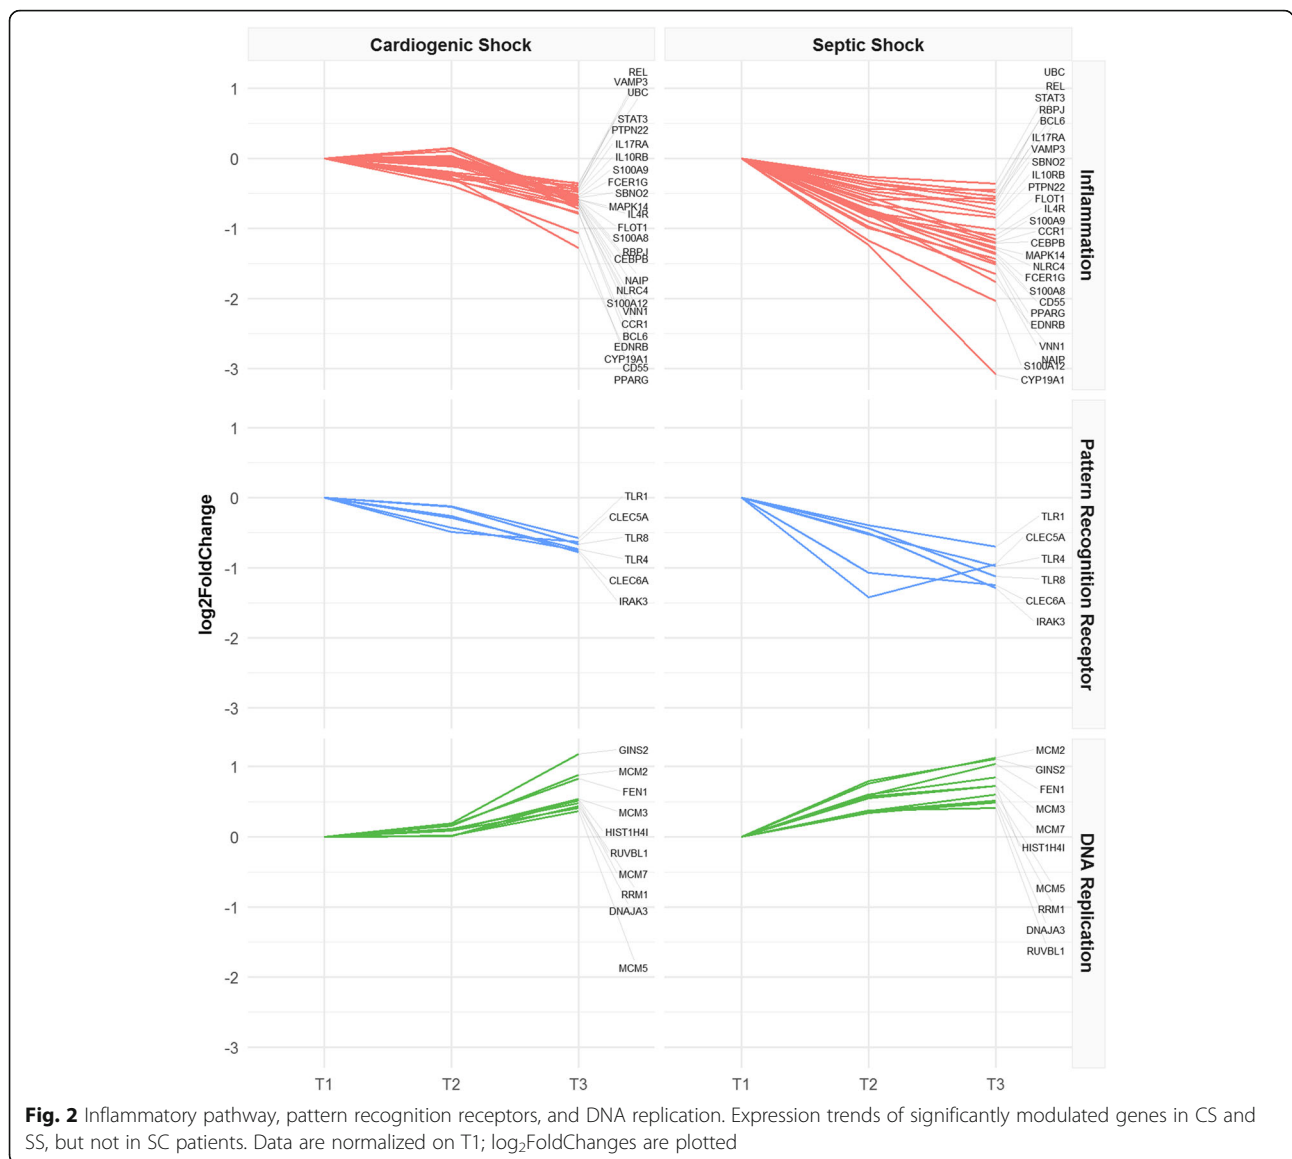 Cardiogenic Shock
Septic Shock
1
0
-1
-2
-3
REL
VAMP3
UBC
STAT3
PTPN22
IL17RA
IL10RB
S100A9
FCER1G
SBNO2
MAPK14
IL4R
FLOT1
S100A8
RBPJ
CEBPB
NAIP
NLRC4
S100A12
VNN1
CCR1
BCL6
EDNRB
CYP19A1
CD55
PPARG
UBC
REL
STAT3
RBPJ
BCL6
IL17RA
VAMP3
SBNO2
IL10RB
PTPN22
FLOT1
IL4R
S100A9
CCR1
CEBPB
MAPK14
NLRC4
FCER1G
S100A8
CD55
PPARG
EDNRB
VNN1
NAIP
S100A12
CYP19A1
Inflammation
log2FoldChange
1
0
-1
-2
-3
TLR1
CLEC5A
TLR8
TLR4
CLEC6A
IRAK3
TLR1
CLEC5A
TLR4
TLR8
CLEC6A
IRAK3
Pattern Recognition Receptor
1
0
-1
-2
-3
GINS2
MCM2
FEN1
MCM3
HIST1H4I
RUVBL1
MCM7
RRM1
DNAJA3
MCM5
MCM2
GINS2
FEN1
MCM3
MCM7
HIST1H4I
MCM5
RRM1
DNAJA3
RUVBL1
DNA Replication
T1 T2 T3
T1 T2 T3
Fig. 2 Inflammatory pathway, pattern recognition receptors, and DNA replication. Expression trends of significantly modulated genes in CS and
SS, but not in SC patients. Data are normalized on T1; log₂FoldChanges are plotted